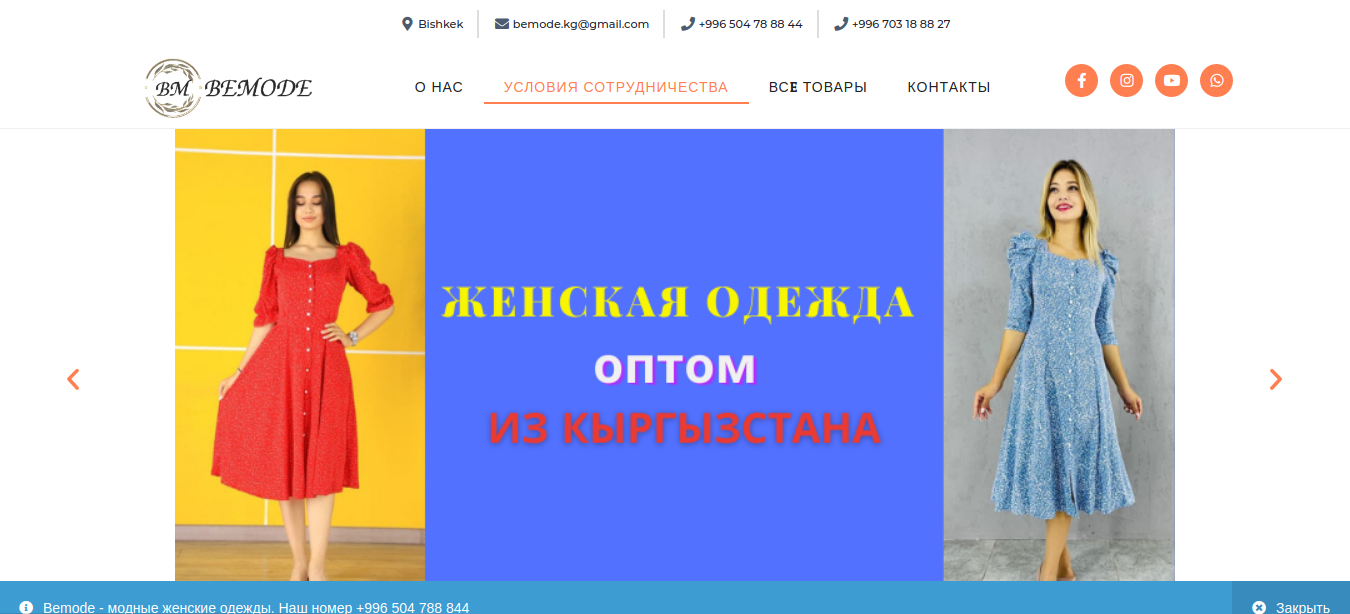 Bishkek
bemode.kg@gmail.com
+996 504 78 88 44
+996 703 18 88 27
BM BEMODE
О НАС
УСЛОВИЯ СОТРУДНИЧЕСТВА
ВСЕ ТОВАРЫ
КОНТАКТЫ
ЖЕНСКАЯ ОДЕЖДА
ОПТОМ
ИЗ КЫРГЫЗСТАНА
Bemode - модные женские одежды. Наш номер +996 504 788 844
Закрыть